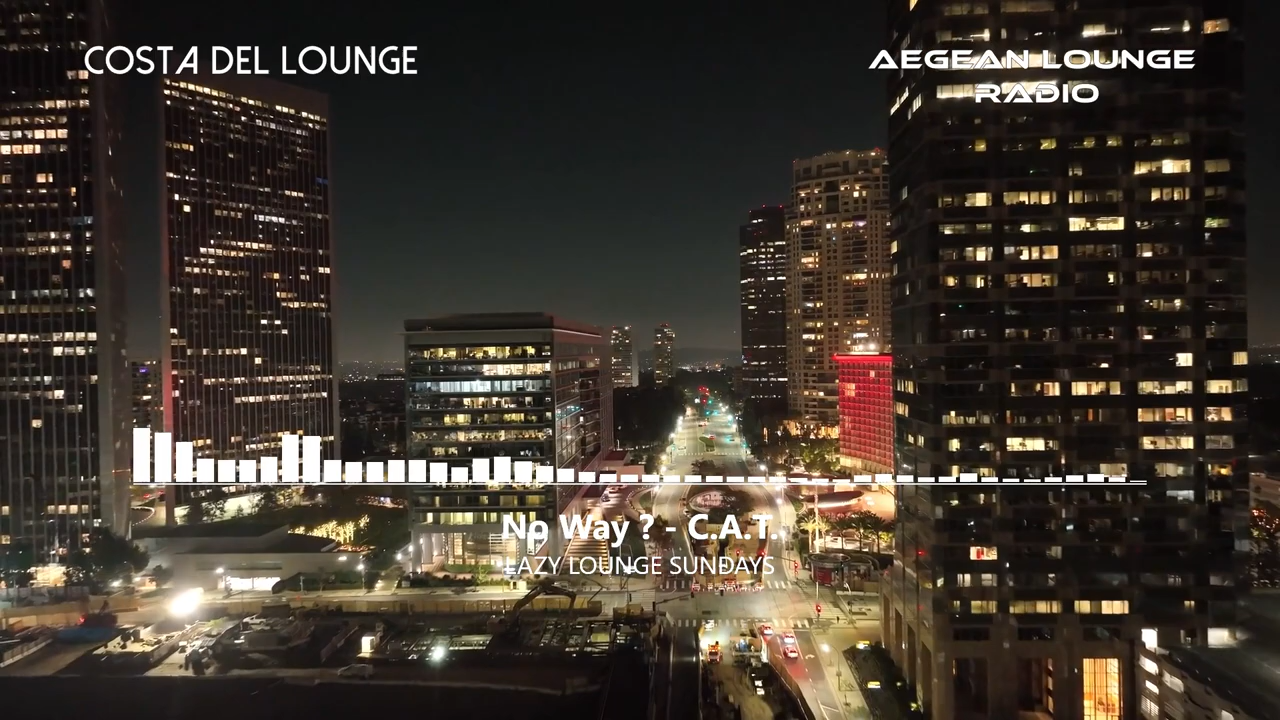 COSTA DEL LOUNGE
AEGEAN LOUNGE
RADIO
No Way ? - C.A.T.
LAZY LOUNGE SUNDAYS